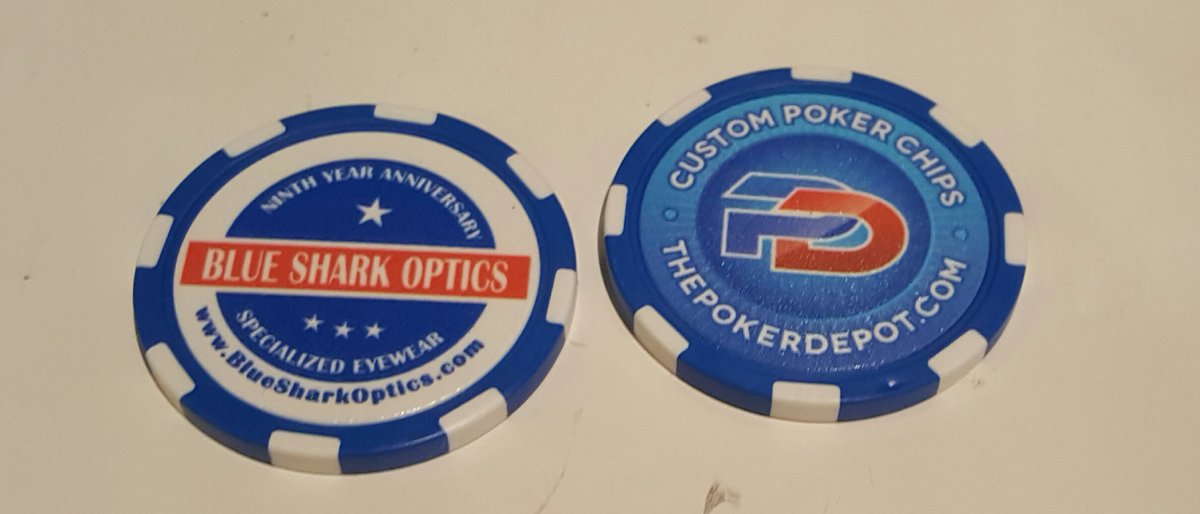 NINTH YEAR ANNIVERSARY
BLUE SHARK OPTICS
SPECIALIZED EYEWEAR
www.BlueSharkOptics.com
CUSTOM POKER CHIPS
PD
THEPOKERDEPOT.COM